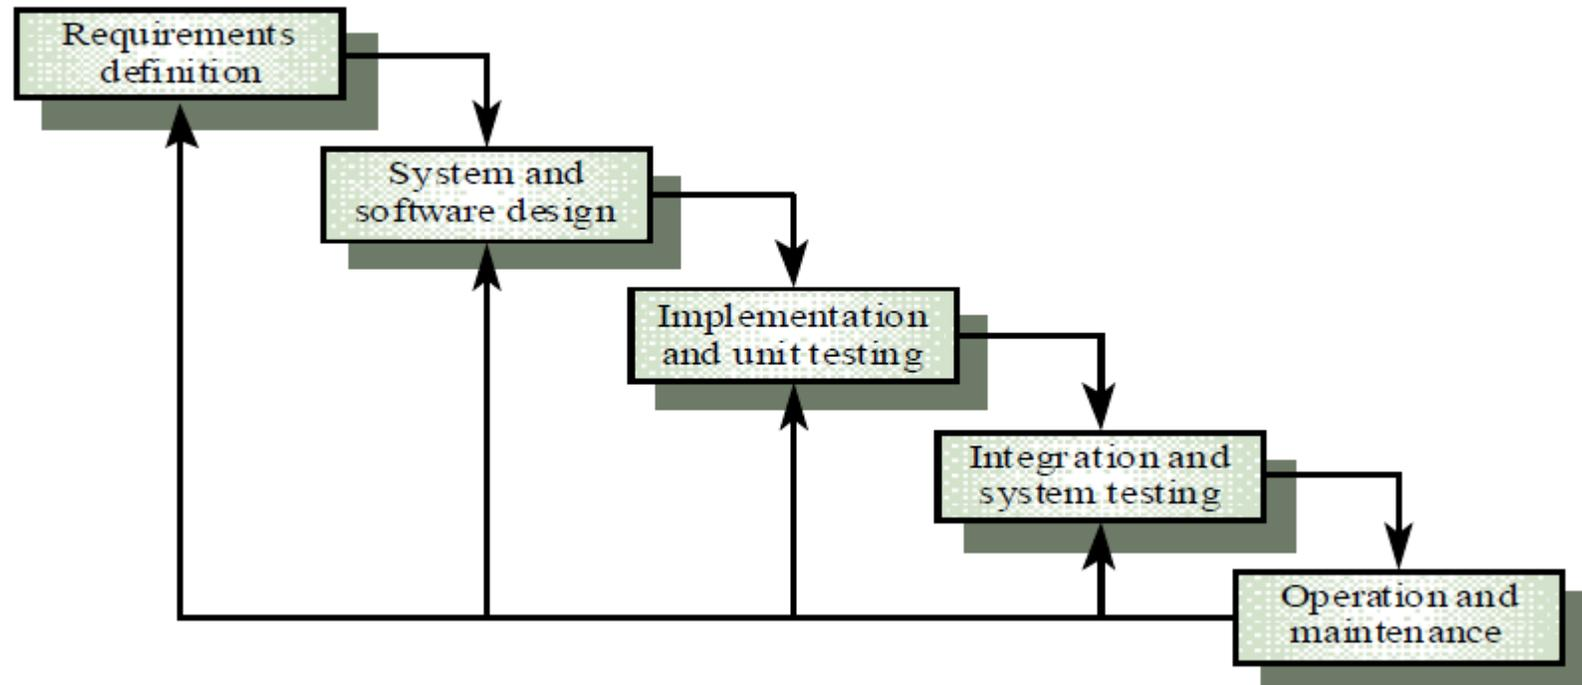 Requirements
definition
System and
software design
Implementation
and unit testing
Integration and
system testing
Operation and
maintenance